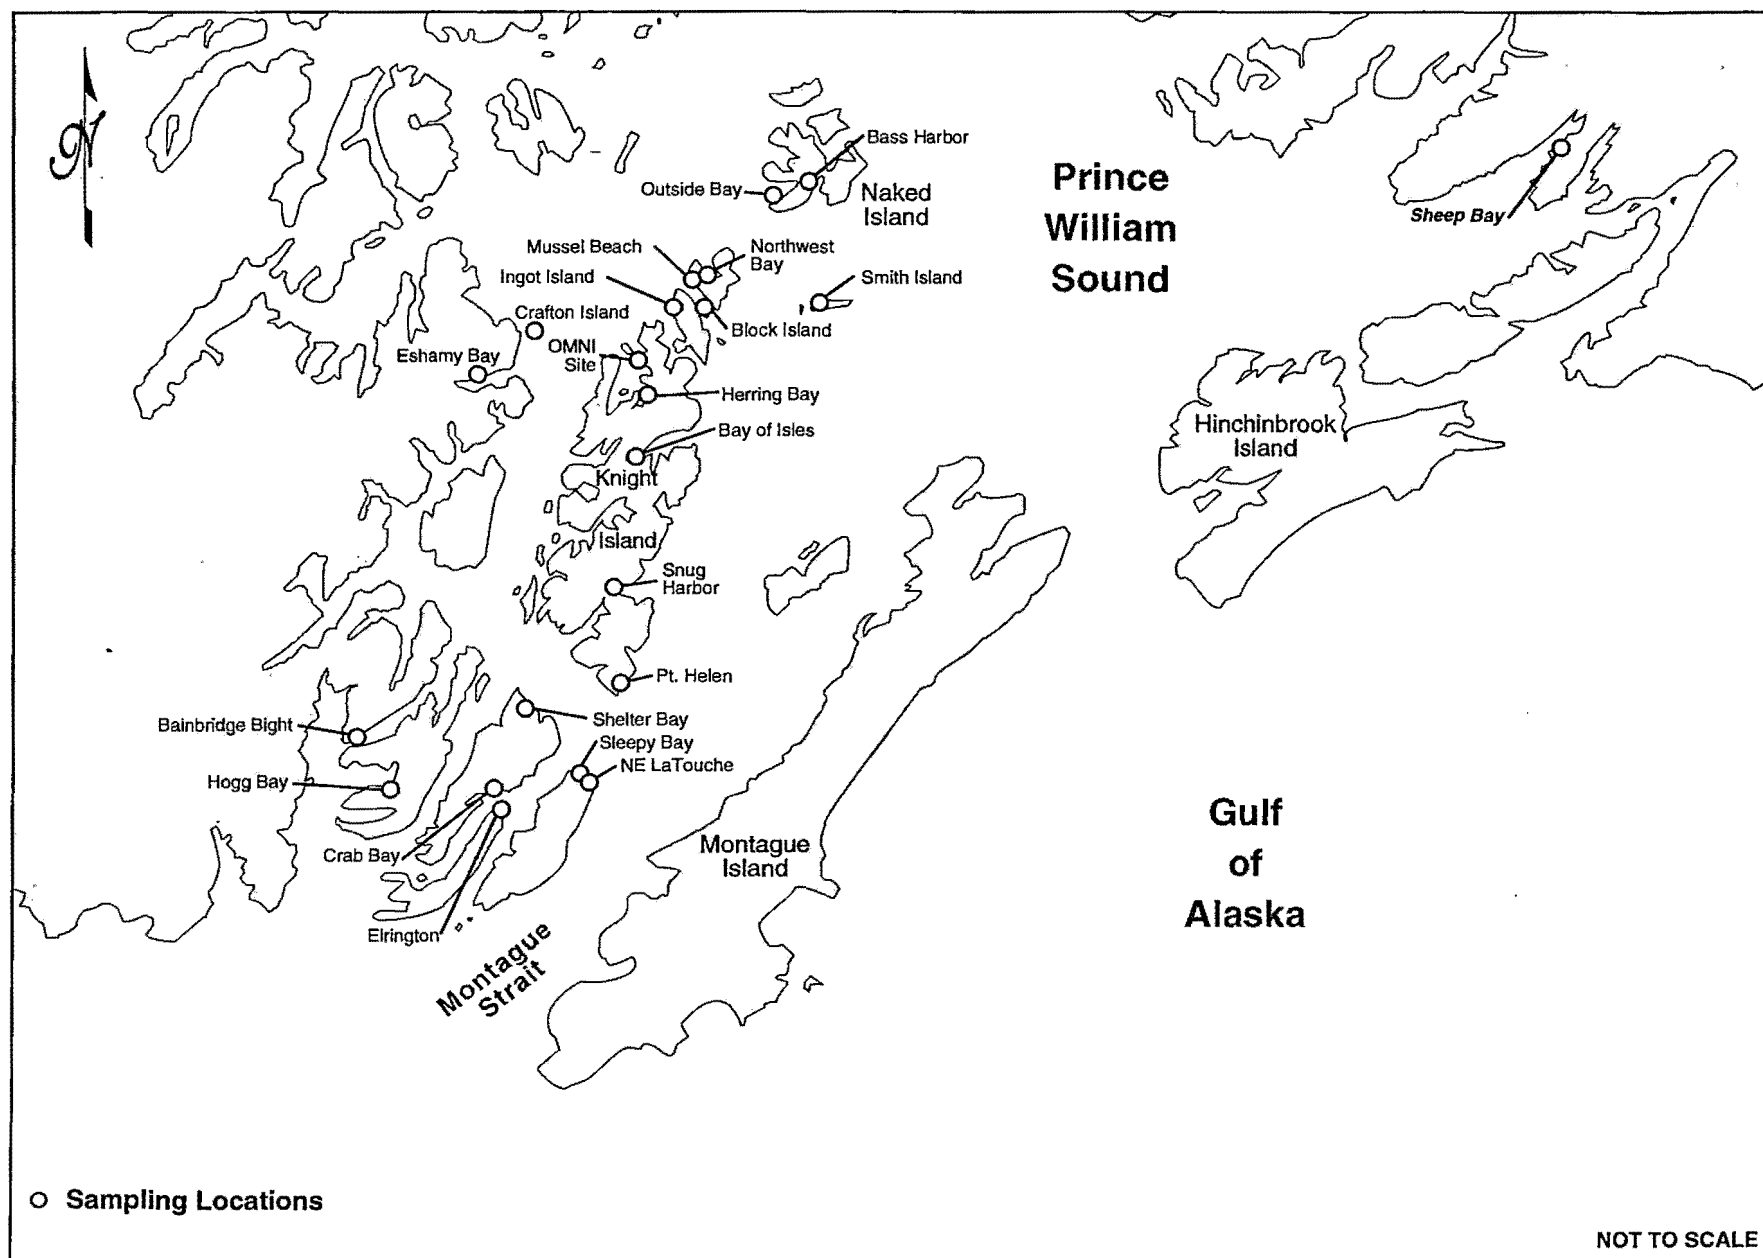 N
Bass Harbor
Outside Bay
Naked
Island
Prince
William
Sound
Sheep Bay
Mussel Beach
Northwest
Bay
Ingot Island
Smith Island
Crafton Island
Block Island
OMNI
Site
Eshamy Bay
Herring Bay
Bay of Isles
Hinchinbrook
Island
Knight
Island
Snug
Harbor
Pt. Helen
Bainbridge Bight
Shelter Bay
Sleepy Bay
NE LaTouche
Hogg Bay
Crab Bay
Montague
Island
Gulf
of
Alaska
Elrington
Montague
Strait
Sampling Locations
NOT TO SCALE